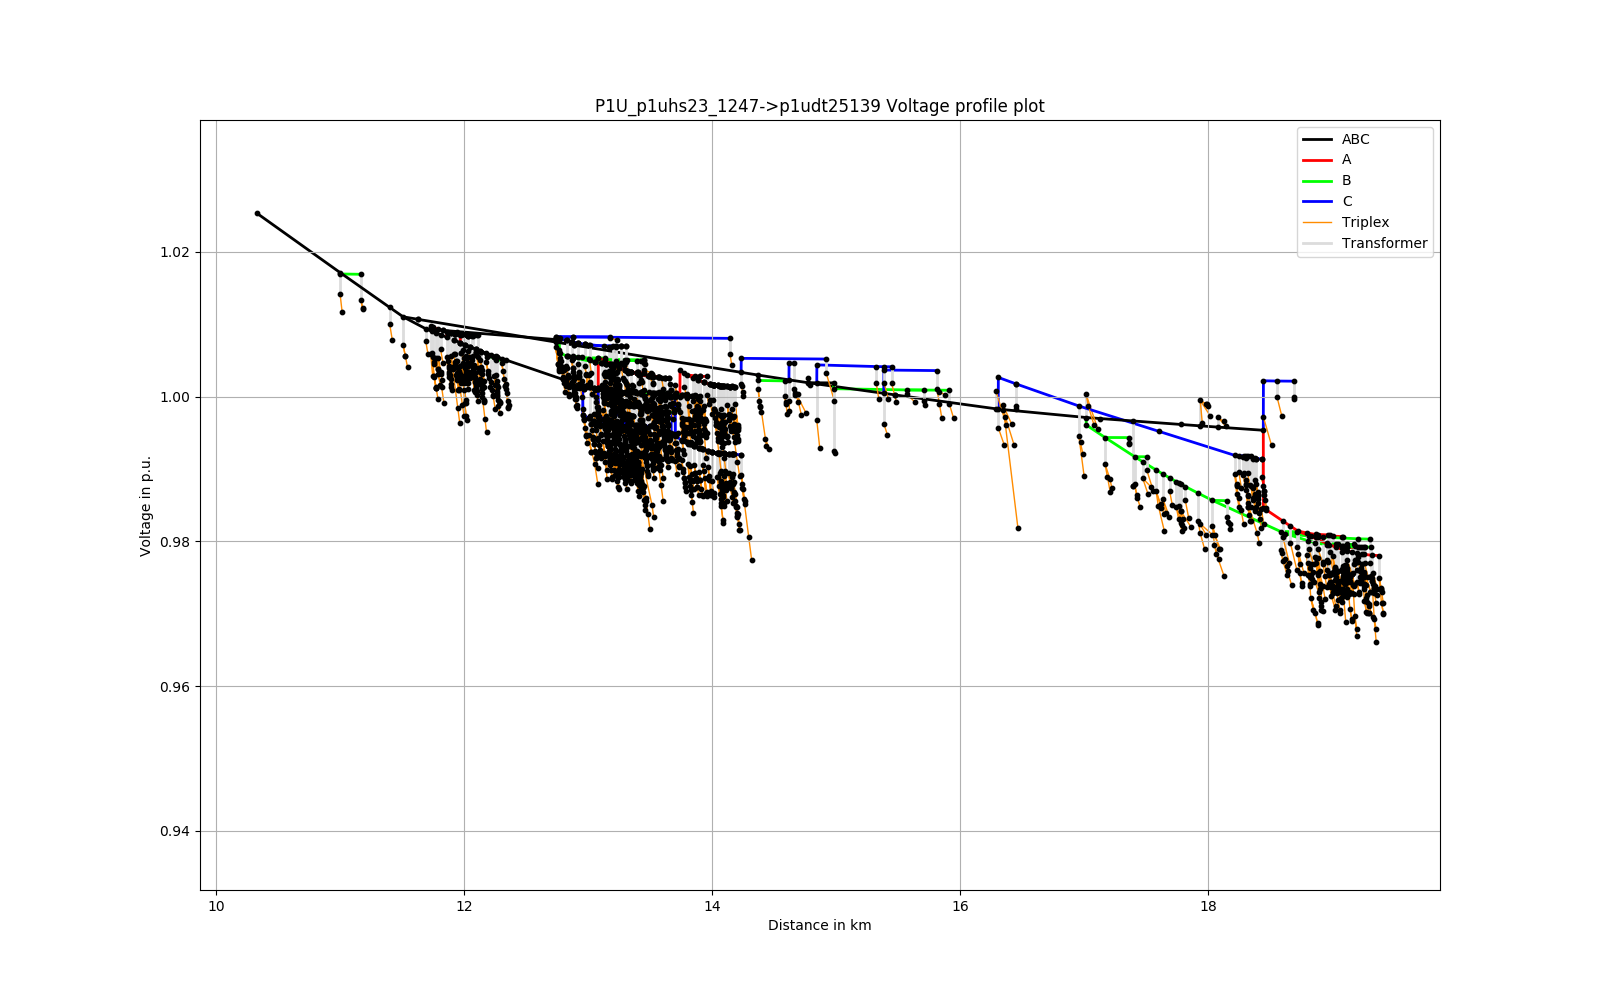 P1U_p1uhs23_1247->p1udt25139 Voltage profile plot
ABC
A
B
C
Triplex
Transformer
1.02
1.00
0.98
0.96
0.94
Voltage in p.u.
10 12 14 16 18
Distance in km